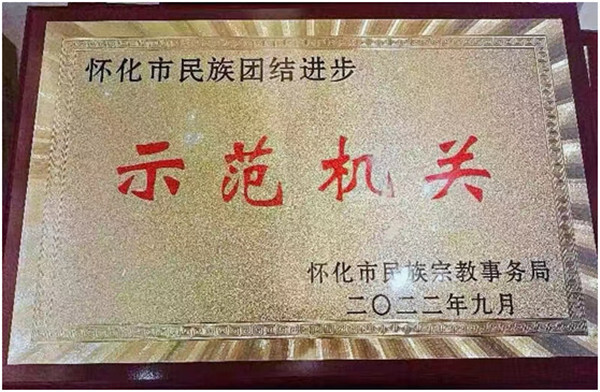 怀化市民族团结进步
示范机关
怀化市民族宗教事务局
二〇二二年九月